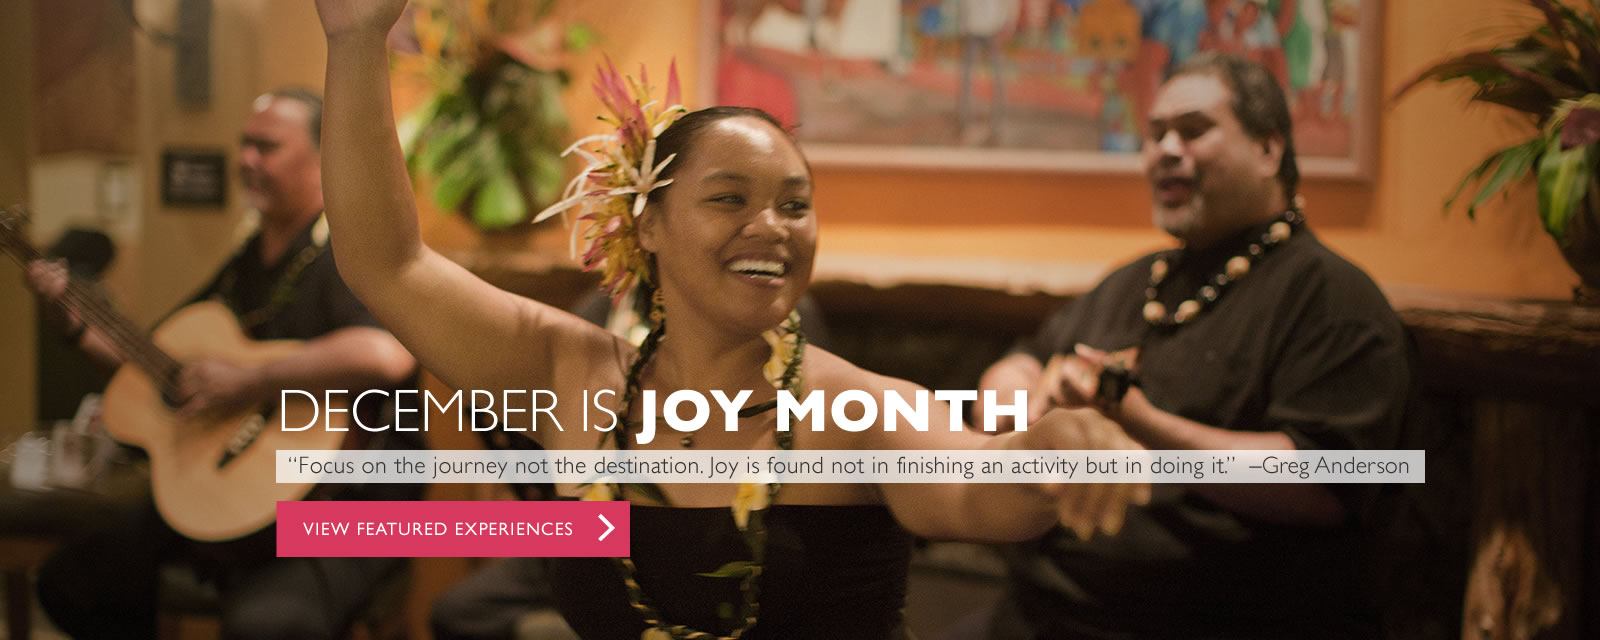 DECEMBER IS JOY MONTH
“Focus on the journey not the destination. Joy is found not in finishing an activity but in doing it.” –Greg Anderson
VIEW FEATURED EXPERIENCES